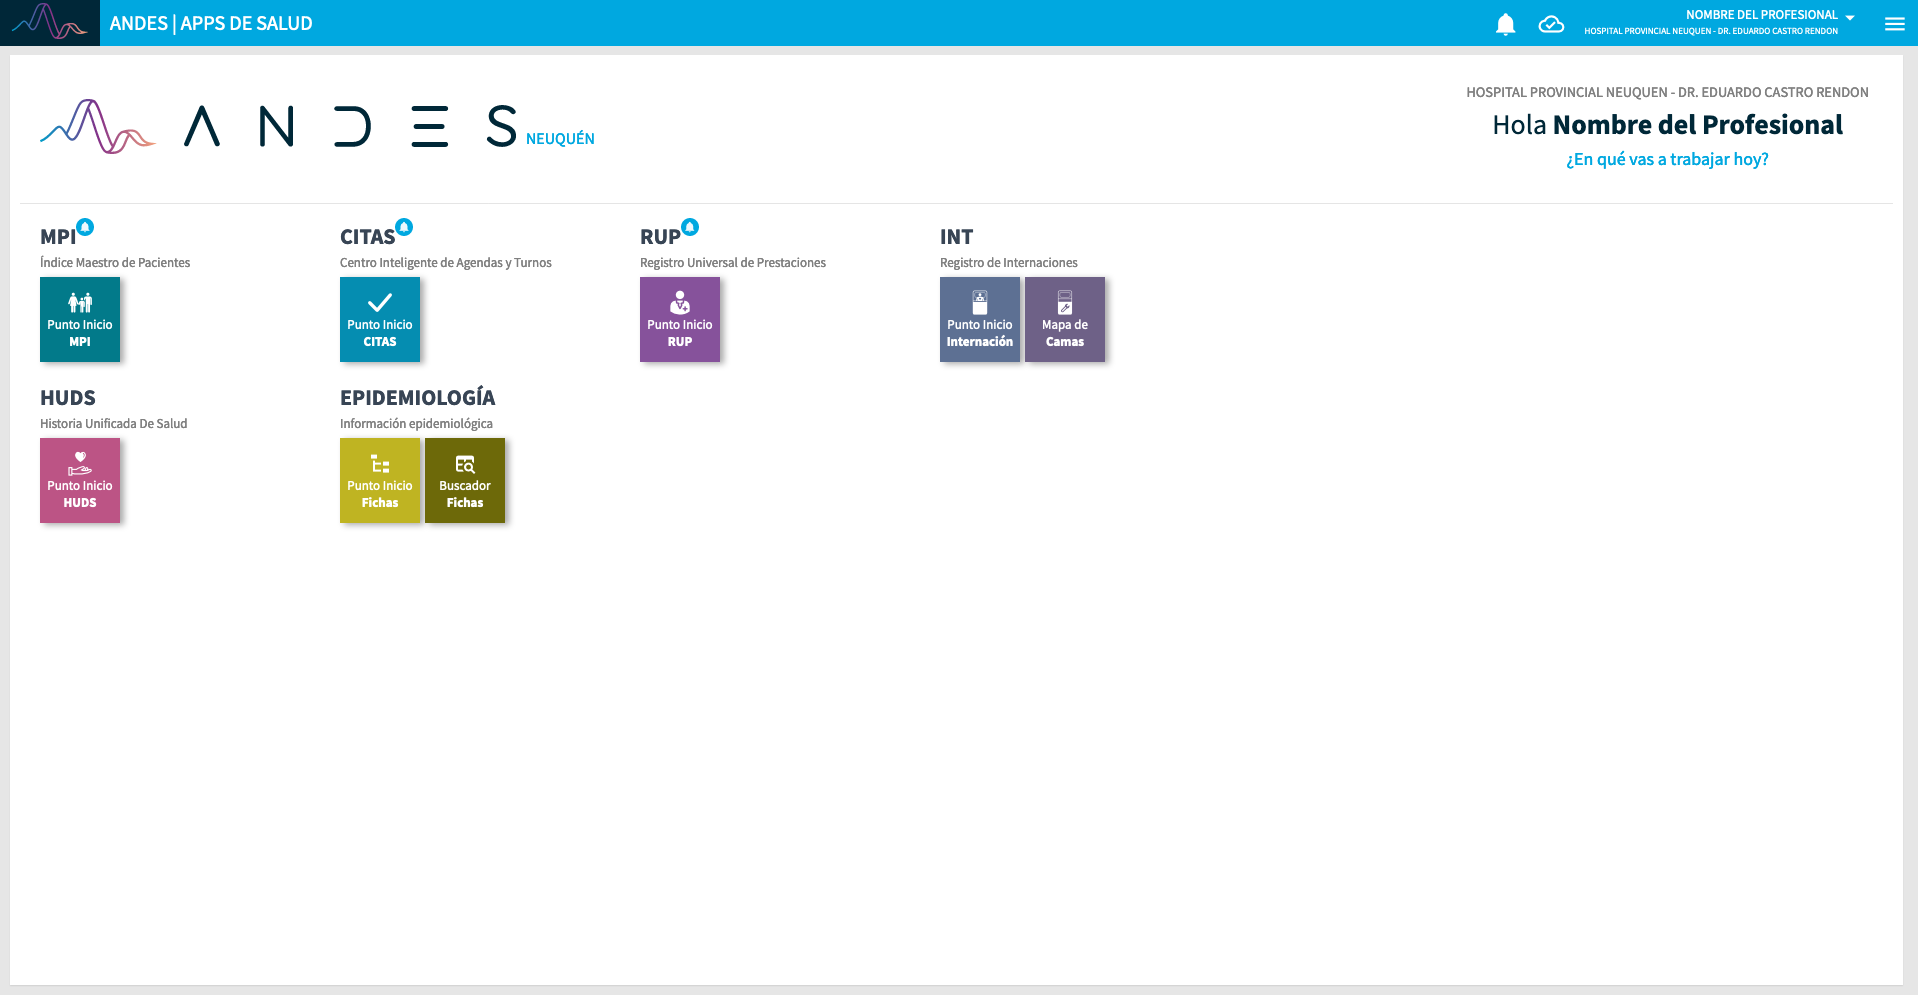 ANDES | APPS DE SALUD
NOMBRE DEL PROFESIONAL
HOSPITAL PROVINCIAL NEUQUEN - DR. EDUARDO CASTRO RENDON
ANDES NEUQUÉN
HOSPITAL PROVINCIAL NEUQUEN - DR. EDUARDO CASTRO RENDON
Hola Nombre del Profesional
¿En qué vas a trabajar hoy?
MPI
Índice Maestro de Pacientes
Punto Inicio
MPI
CITAS
Centro Inteligente de Agendas y Turnos
Punto Inicio
CITAS
RUP
Registro Universal de Prestaciones
Punto Inicio
RUP
INT
Registro de Internaciones
Punto Inicio
Internación
Mapa de
Camas
HUDS
Historia Unificada De Salud
Punto Inicio
HUDS
EPIDEMIOLOGÍA
Información epidemiológica
Punto Inicio
Fichas
Buscador
Fichas